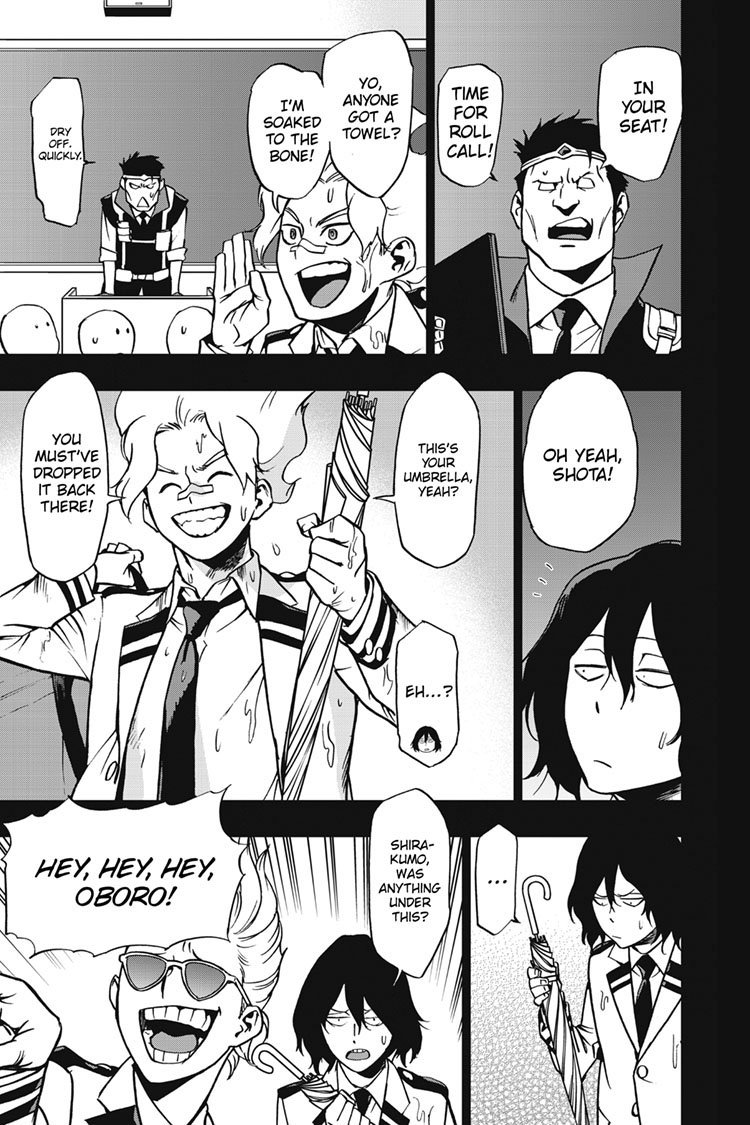 IN
YOUR
SEAT!
TIME
FOR
ROLL
CALL!
YO,
ANYONE
GOT A
TOWEL?
I'M
SOAKED
TO THE
BONE!
DRY
OFF.
QUICKLY.
OH YEAH,
SHOTA!
THIS'S
YOUR
UMBRELLA,
YEAH?
YOU
MUST'VE
DROPPED
IT BACK
THERE!
EH...?
...
SHIRA-
KUMO,
WAS
ANYTHING
UNDER
THIS?
HEY, HEY, HEY,
OBORO!